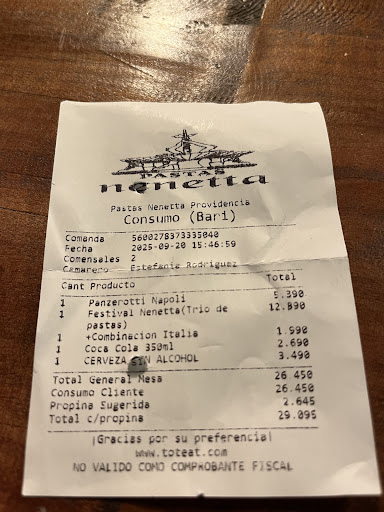 PASTAS
nenetta
Pastas Nenetta Providencia
Consumo (Bar1)
Comanda 5600278373335040
Fecha 2025-09-20 15:46:59
Comensales 2
Camarero Estefania Rodriguez
Cant Producto Total
1 Panzerotti Napoli 5.390
1 Festival Nenetta(Trio de 12.890
pastas)
1 +Combinacion Italia 1.990
1 Coca Cola 350ml 2.690
1 CERVEZA SIN ALCOHOL 3.490
Total General Mesa 26 450
Consumo Cliente 26.450
Propina Sugerida 2.645
Total c/propina 29.095
¡Gracias por su preferencia!
www.toteat.com
NO VALIDO COMO COMPROBANTE FISCAL